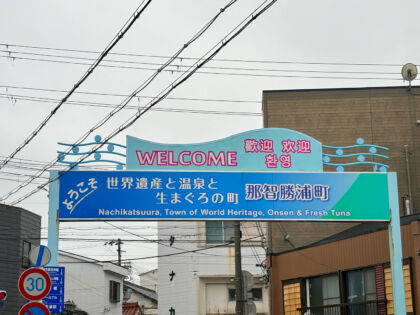 歡迎 欢迎
WELCOME 환영
ようこそ 世界遺産と温泉と
生まぐろの町 那智勝浦町
Nachikatsuura, Town of World Heritage, Onsen & Fresh Tuna
30